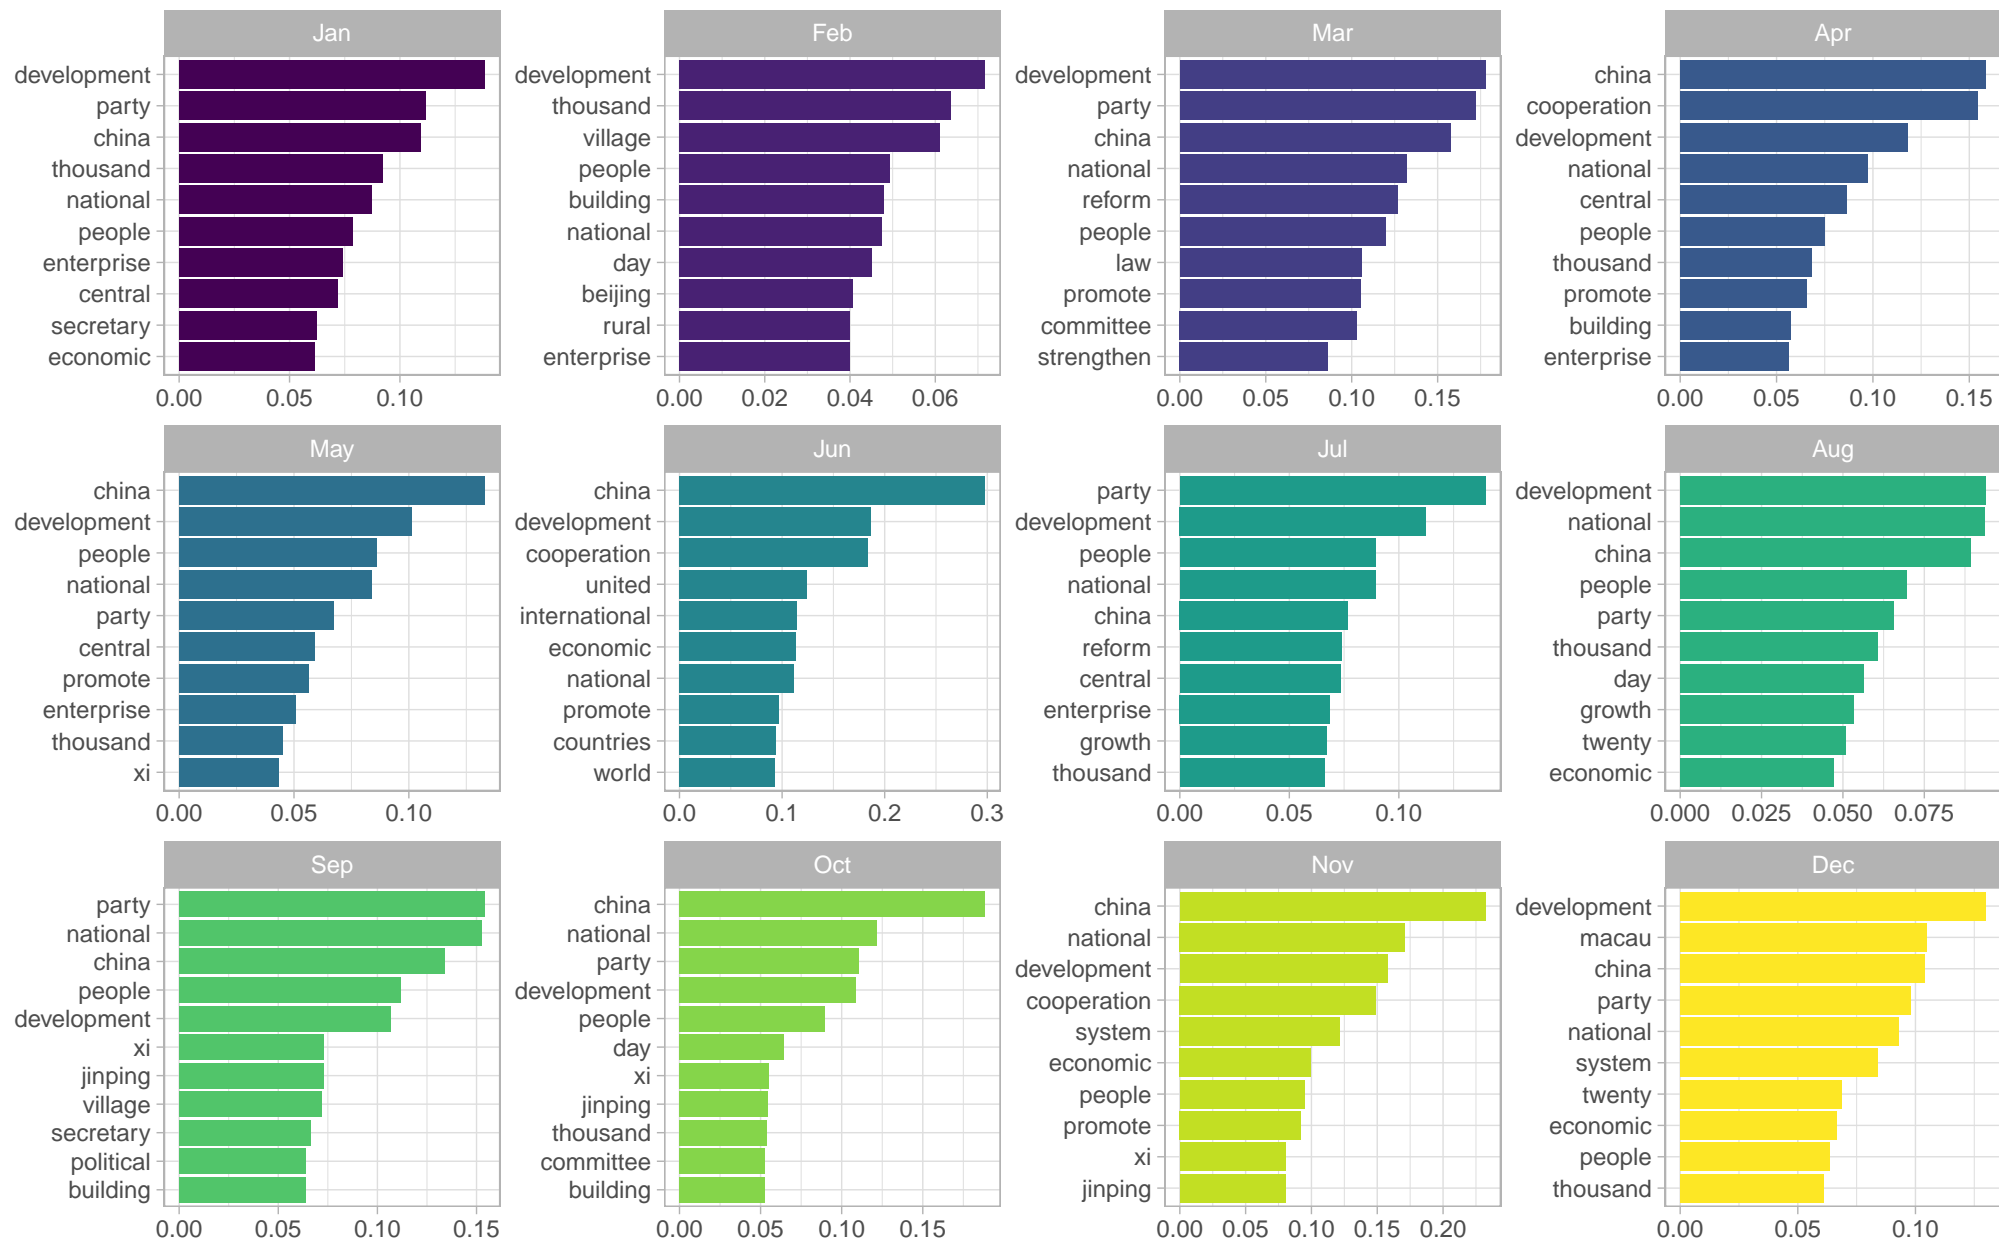 Jan
development
party
china
thousand
national
people
enterprise
central
secretary
economic
0.00 0.05 0.10
Feb
development
thousand
village
people
building
national
day
beijing
rural
enterprise
0.00 0.02 0.04 0.06
Mar
development
party
china
national
reform
people
law
promote
committee
strengthen
0.00 0.05 0.10 0.15
Apr
china
cooperation
development
national
central
people
thousand
promote
building
enterprise
0.00 0.05 0.10 0.15
May
china
development
people
national
party
central
promote
enterprise
thousand
xi
0.00 0.05 0.10
Jun
china
development
cooperation
united
international
economic
national
promote
countries
world
0.0 0.1 0.2 0.3
Jul
party
development
people
national
china
reform
central
enterprise
growth
thousand
0.00 0.05 0.10
Aug
development
national
china
people
party
thousand
day
growth
twenty
economic
0.000 0.025 0.050 0.075
Sep
party
national
china
people
development
xi
jinping
village
secretary
political
building
0.00 0.05 0.10 0.15
Oct
china
national
party
development
people
day
xi
jinping
thousand
committee
building
0.00 0.05 0.10 0.15
Nov
china
national
development
cooperation
system
economic
people
promote
xi
jinping
0.00 0.05 0.10 0.15 0.20
Dec
development
macau
china
party
national
system
twenty
economic
people
thousand
0.00 0.05 0.10